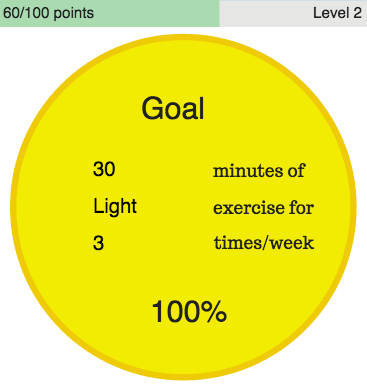 60/100 points Level 2
Goal
30 minutes of
Light exercise for
3 times/week
100%